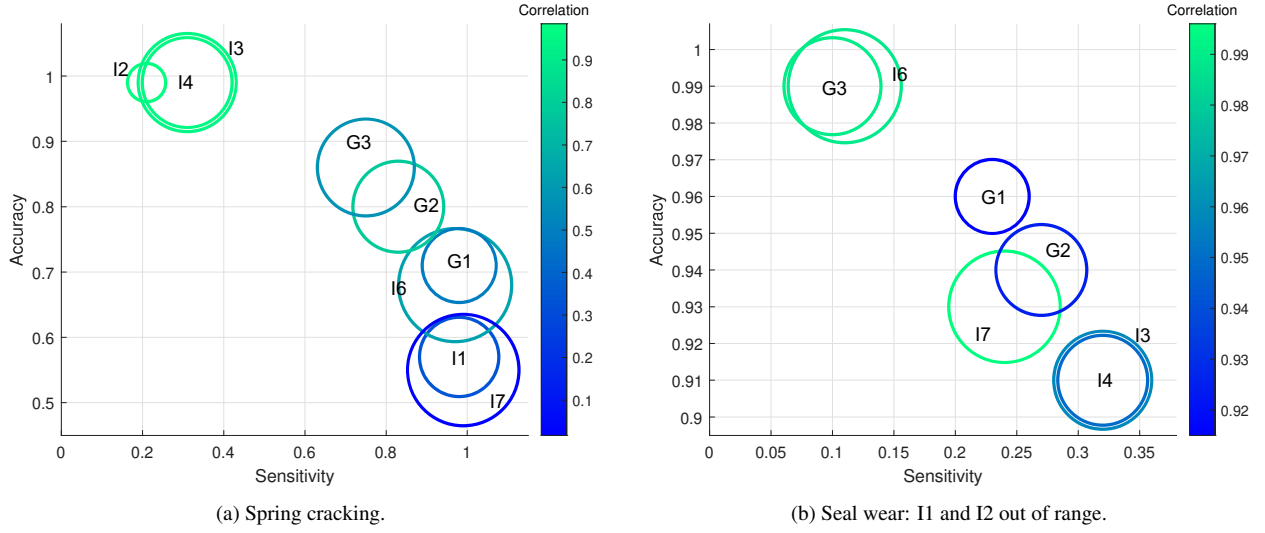 Correlation
Correlation
I3
I2
I4
G3
G2
G1
I6
I1
I7
1
0.9
0.8
0.7
0.6
0.5
Accuracy
0
0.2
0.4
0.6
0.8
1
Sensitivity
0.9
0.8
0.7
0.6
0.5
0.4
0.3
0.2
0.1
(a) Spring cracking.
I6
G3
G1
G2
I7
I3
I4
1
0.99
0.98
0.97
0.96
0.95
0.94
0.93
0.92
0.91
0.9
Accuracy
0
0.05
0.1
0.15
0.2
0.25
0.3
0.35
Sensitivity
0.99
0.98
0.97
0.96
0.95
0.94
0.93
0.92
(b) Seal wear: I1 and I2 out of range.